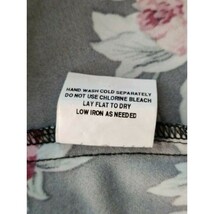 HAND WASH COLD SEPARATELY
DO NOT USE CHLORINE BLEACH
LAY FLAT TO DRY
LOW IRON AS NEEDED